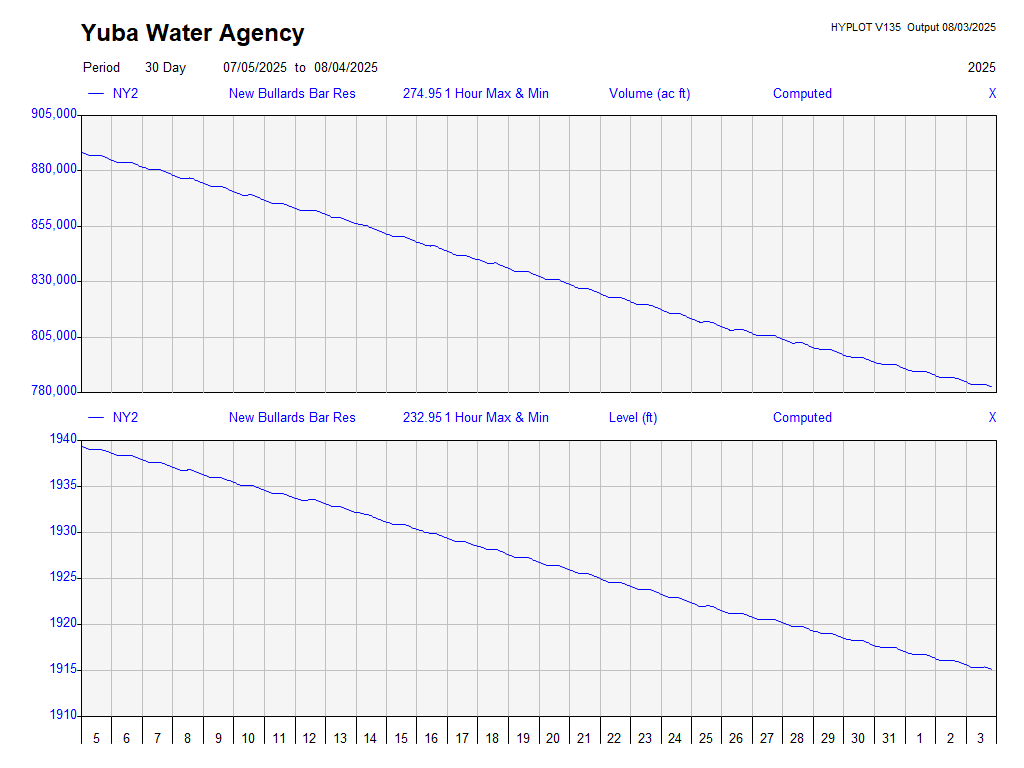 Yuba Water Agency
HYPLOT V135 Output 08/03/2025
Period 30 Day 07/05/2025 to 08/04/2025 2025
NY2 New Bullards Bar Res 274.95 1 Hour Max & Min Volume (ac ft) Computed X
905,000
880,000
855,000
830,000
805,000
780,000
NY2 New Bullards Bar Res 232.95 1 Hour Max & Min Level (ft) Computed X
1940
1935
1930
1925
1920
1915
1910
5 6 7 8 9 10 11 12 13 14 15 16 17 18 19 20 21 22 23 24 25 26 27 28 29 30 31 1 2 3